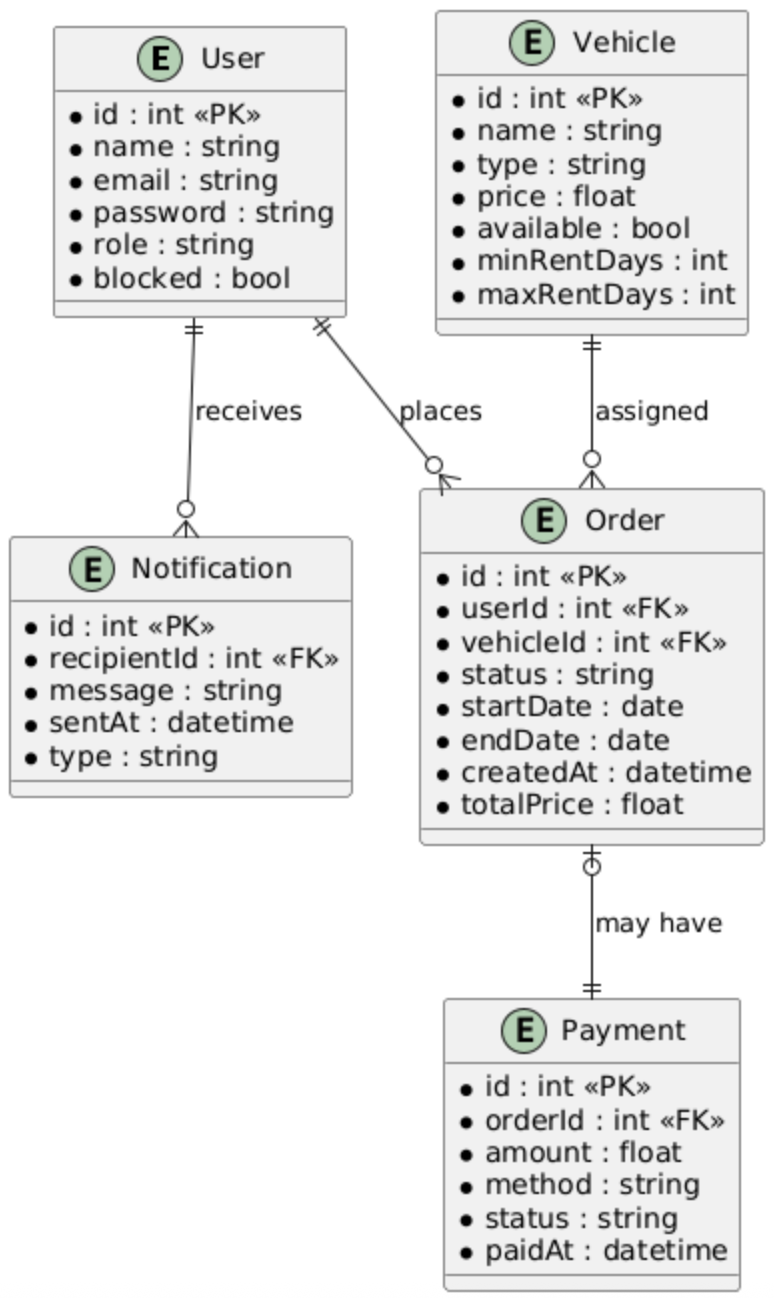 E User
id : int «PK»
name : string
email : string
password : string
role : string
blocked : bool
E Vehicle
id : int «PK»
name : string
type : string
price : float
available : bool
minRentDays : int
maxRentDays : int
receives
places
assigned
E Notification
id : int «PK»
recipientId : int «FK»
message : string
sentAt : datetime
type : string
E Order
id : int «PK»
userId : int «FK»
vehicleId : int «FK»
status : string
startDate : date
endDate : date
createdAt : datetime
totalPrice : float
may have
E Payment
id : int «PK»
orderId : int «FK»
amount : float
method : string
status : string
paidAt : datetime